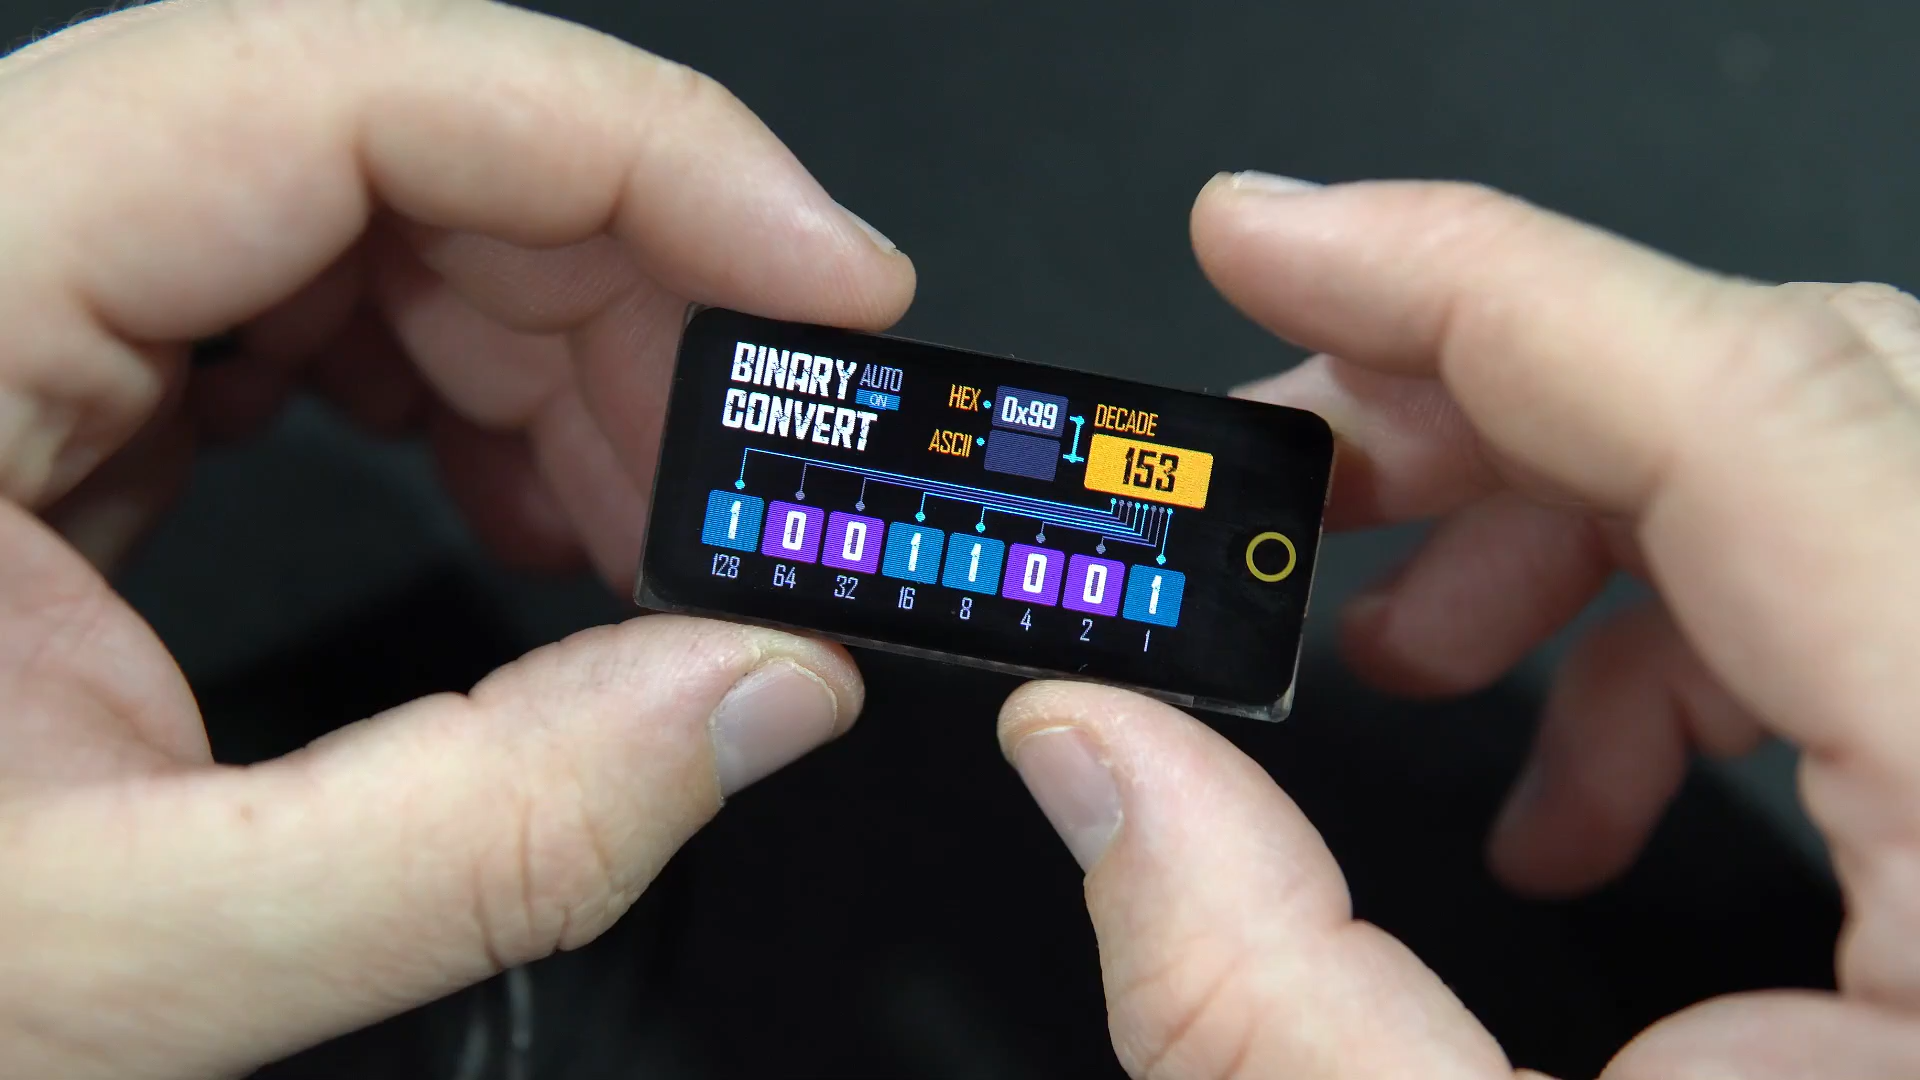 BINARY AUTO
ON
CONVERT
HEX 0x99
ASCII
DECADE
153
1 0 0 1 1 0 0 1
128 64 32 16 8 4 2 1